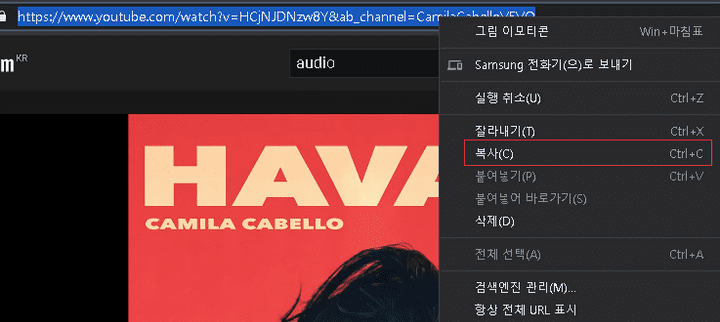 https://www.youtube.com/watch?v=HCjNJDNzw8Y&ab_channel=CamilaCabelloVEVO
그림 이모티콘 Win+마침표
m KR
audio
Samsung 전화기(으)로 보내기
실행 취소(U) Ctrl+Z
잘라내기(T) Ctrl+X
복사(C) Ctrl+C
붙여넣기(P) Ctrl+V
붙여넣어 바로가기(S)
삭제(D)
전체 선택(A) Ctrl+A
검색엔진 관리(M)...
항상 전체 URL 표시
HAVA
CAMILA CABELLO